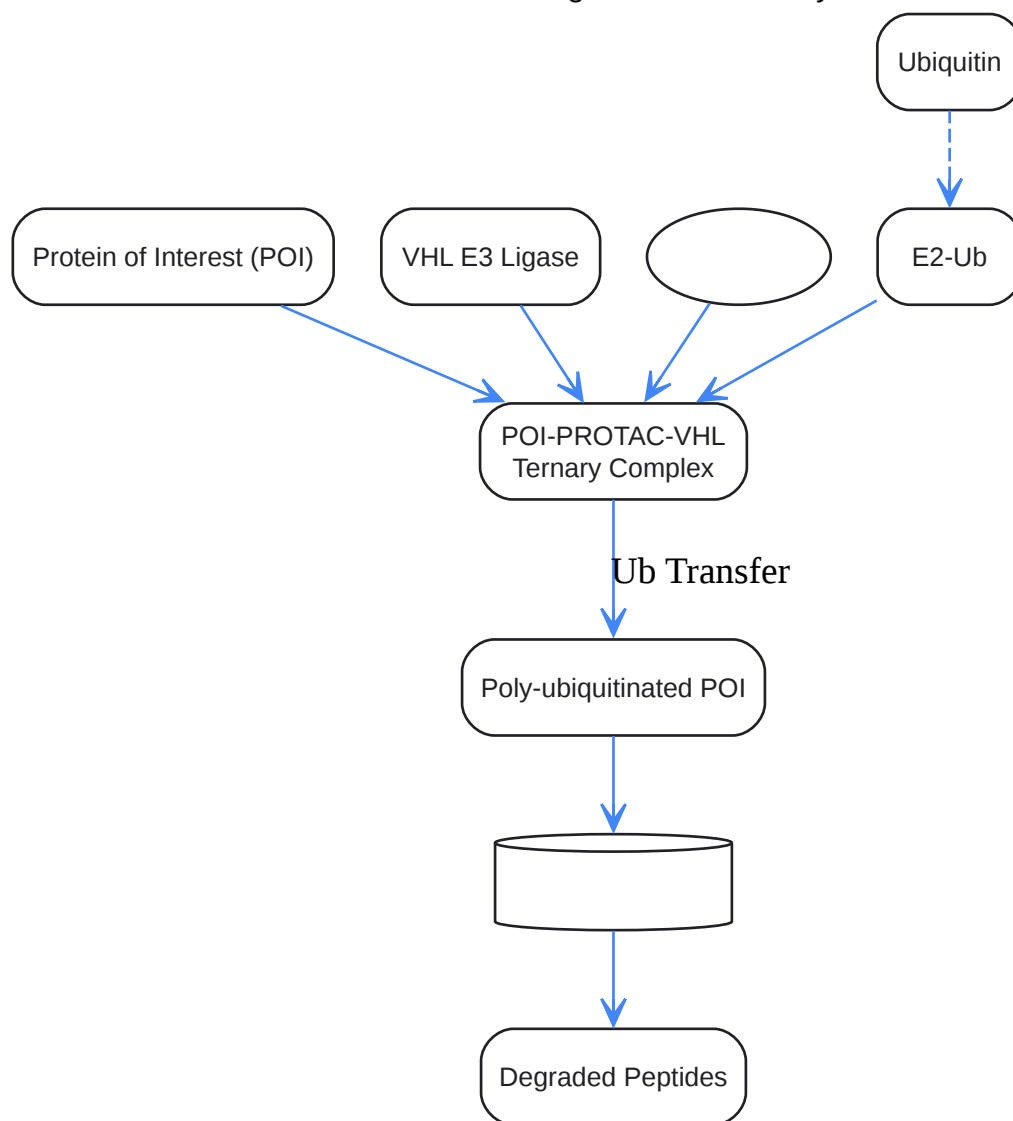 Ubiquitin
Protein of Interest (POI)
VHL E3 Ligase
E2-Ub
POI-PROTAC-VHL
Ternary Complex
Ub Transfer
Poly-ubiquitinated POI
Degraded Peptides